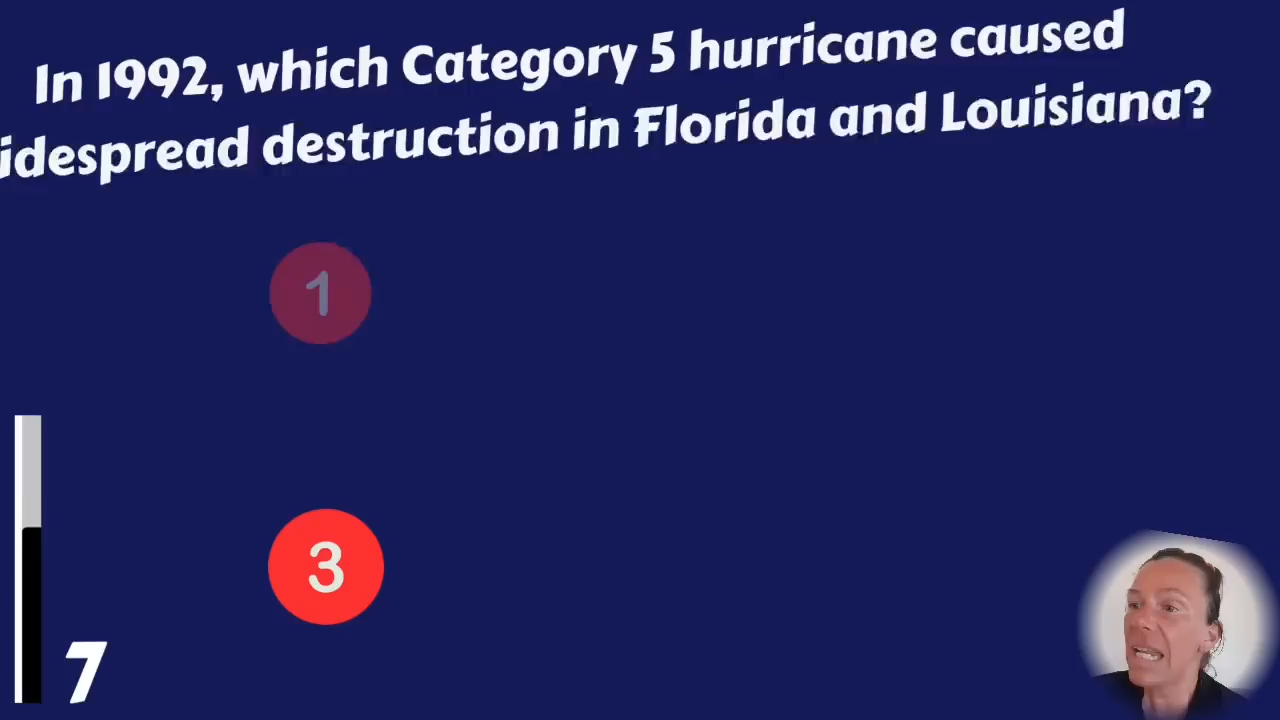 In 1992, which Category 5 hurricane caused
idespread destruction in Florida and Louisiana?
1
3
7